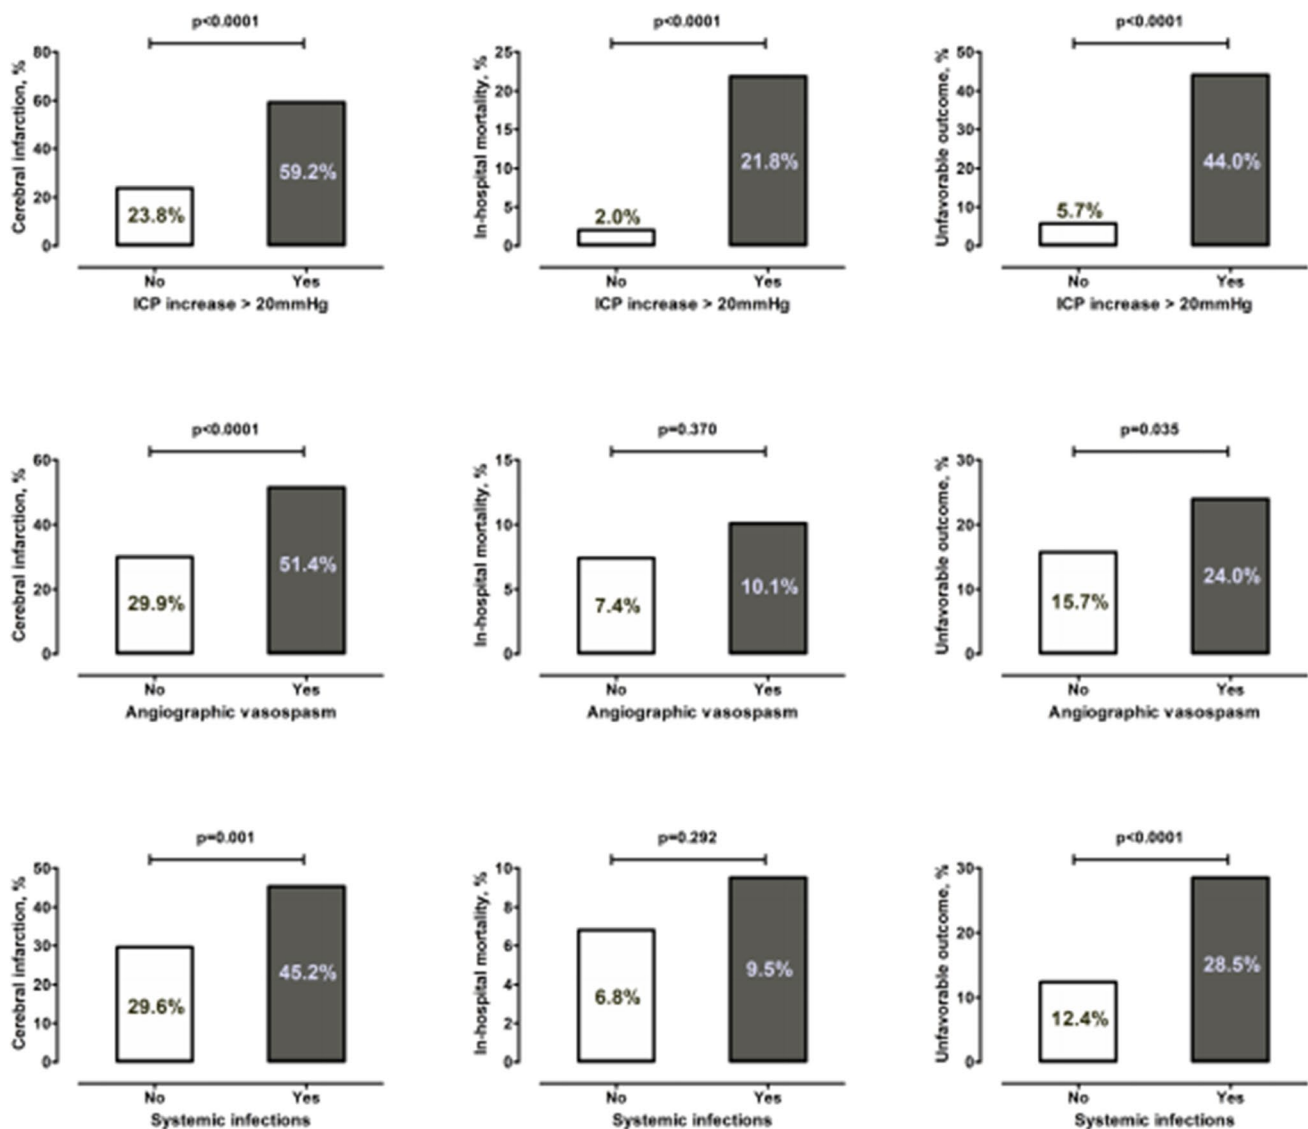 p<0.0001
Cerebral infarction, %
80
60
40
20
0
23.8%
59.2%
No Yes
ICP increase > 20mmHg
p<0.0001
In-hospital mortality, %
25
20
15
10
5
0
2.0%
21.8%
No Yes
ICP increase > 20mmHg
p<0.0001
Unfavorable outcome, %
50
40
30
20
10
0
5.7%
44.0%
No Yes
ICP increase > 20mmHg
p<0.0001
Cerebral infarction, %
60
40
20
0
29.9%
51.4%
No Yes
Angiographic vasospasm
p=0.370
In-hospital mortality, %
15
10
5
0
7.4%
10.1%
No Yes
Angiographic vasospasm
p=0.035
Unfavorable outcome, %
30
20
10
0
15.7%
24.0%
No Yes
Angiographic vasospasm
p=0.001
Cerebral infarction, %
50
40
30
20
10
0
29.6%
45.2%
No Yes
Systemic infections
p=0.292
In-hospital mortality, %
10
8
6
4
2
0
6.8%
9.5%
No Yes
Systemic infections
p<0.0001
Unfavorable outcome, %
30
20
10
0
12.4%
28.5%
No Yes
Systemic infections